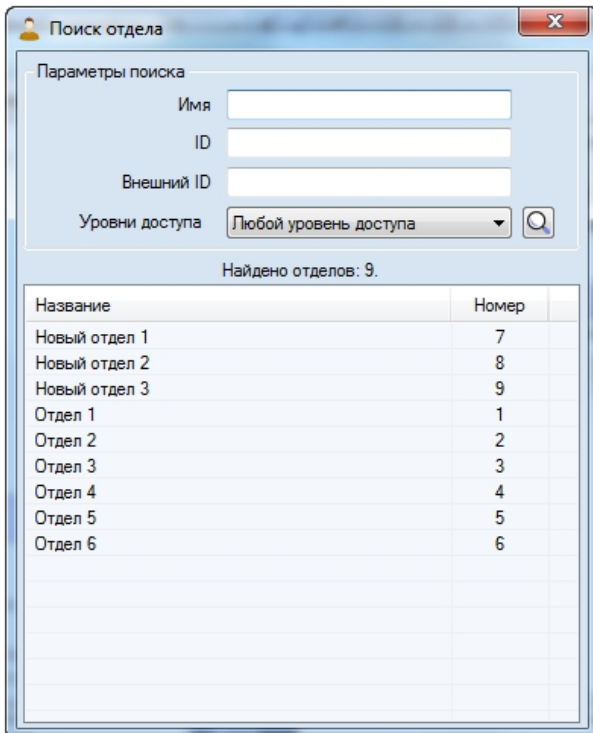 Поиск отдела
Параметры поиска
Имя
ID
Внешний ID
Уровни доступа Любой уровень доступа
Найдено отделов: 9.
Название Номер
Новый отдел 1 7
Новый отдел 2 8
Новый отдел 3 9
Отдел 1 1
Отдел 2 2
Отдел 3 3
Отдел 4 4
Отдел 5 5
Отдел 6 6